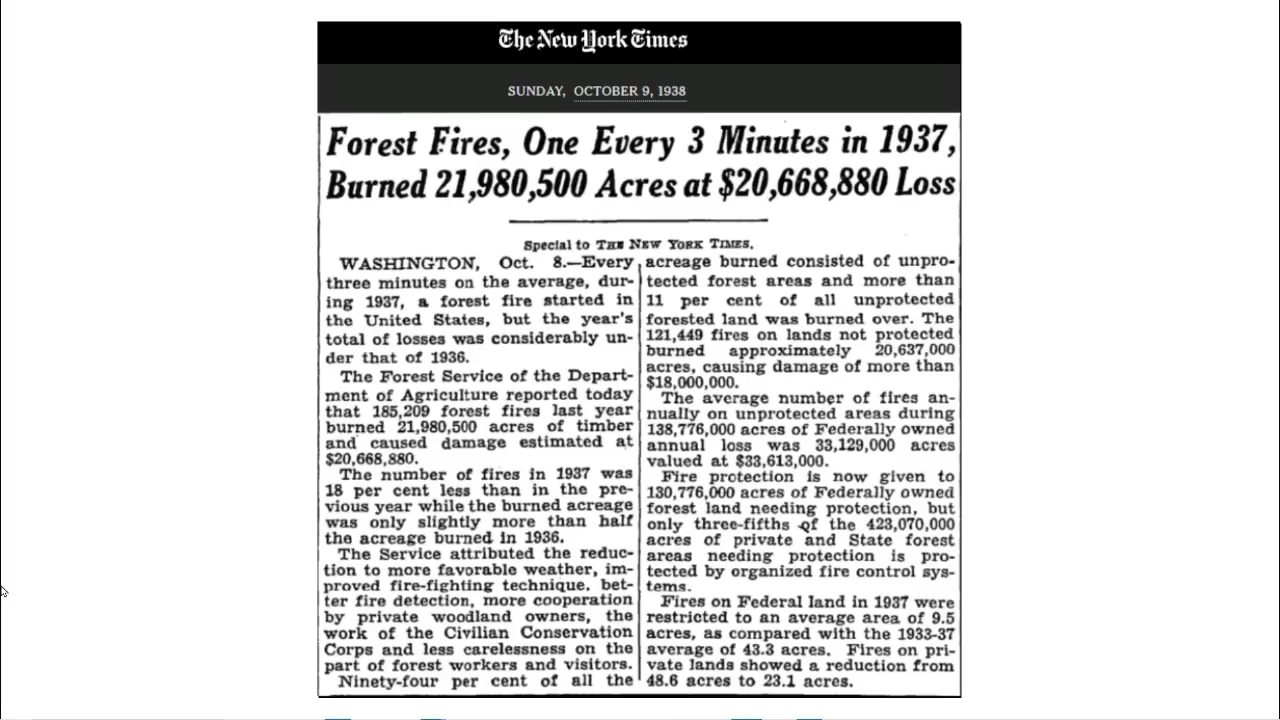 The New York Times
SUNDAY, OCTOBER 9, 1938
Forest Fires, One Every 3 Minutes in 1937,
Burned 21,980,500 Acres at $20,668,880 Loss
Special to THE NEW YORK TIMES.
WASHINGTON, Oct. 8.—Every
three minutes on the average, dur-
ing 1937, a forest fire started in
the United States, but the year's
total of losses was considerably un-
der that of 1936.
The Forest Service of the Depart-
ment of Agriculture reported today
that 185,209 forest fires last year
burned 21,980,500 acres of timber
and caused damage estimated at
$20,668,880.
The number of fires in 1937 was
18 per cent less than in the pre-
vious year while the burned acreage
was only slightly more than half
the acreage burned in 1936.
The Service attributed the reduc-
tion to more favorable weather, im-
proved fire-fighting technique, bet-
ter fire detection, more cooperation
by private woodland owners, the
work of the Civilian Conservation
Corps and less carelessness on the
part of forest workers and visitors.
Ninety-four per cent of all the
acreage burned consisted of unpro-
tected forest areas and more than
11 per cent of all unprotected
forested land was burned over. The
121,449 fires on lands not protected
burned approximately 20,637,000
acres, causing damage of more than
$18,000,000.
The average number of fires an-
nually on unprotected areas during
138,776,000 acres of Federally owned
annual loss was 33,129,000 acres
valued at $33,613,000.
Fire protection is now given to
130,776,000 acres of Federally owned
forest land needing protection, but
only three-fifths of the 423,070,000
acres of private and State forest
areas needing protection is pro-
tected by organized fire control sys-
tems.
Fires on Federal land in 1937 were
restricted to an average area of 9.5
acres, as compared with the 1933-37
average of 43.3 acres. Fires on pri-
vate lands showed a reduction from
48.6 acres to 23.1 acres.